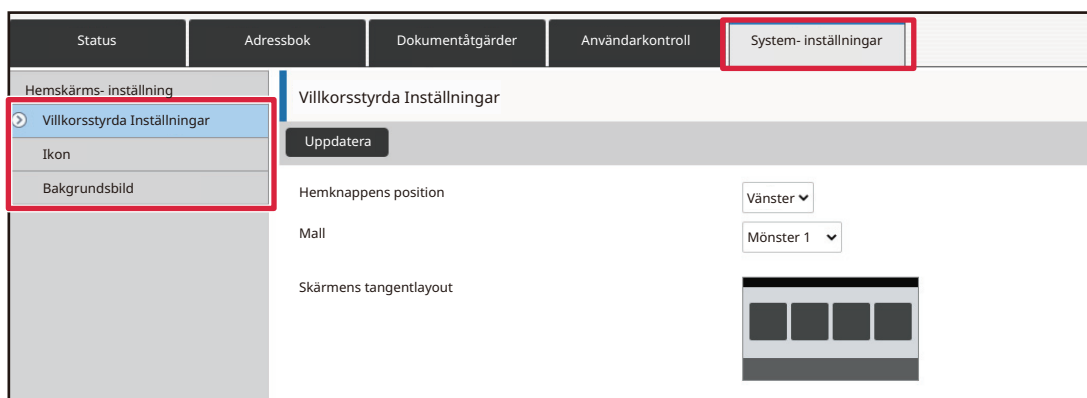 Status
Adressbok
Dokumentåtgärder
Användarkontroll
System- inställningar
Hemskärms- inställning
Villkorsstyrda Inställningar
Ikon
Bakgrundsbild
Villkorsstyrda Inställningar
Uppdatera
Hemknappens position
Vänster
Mall
Mönster 1
Skärmens tangentlayout